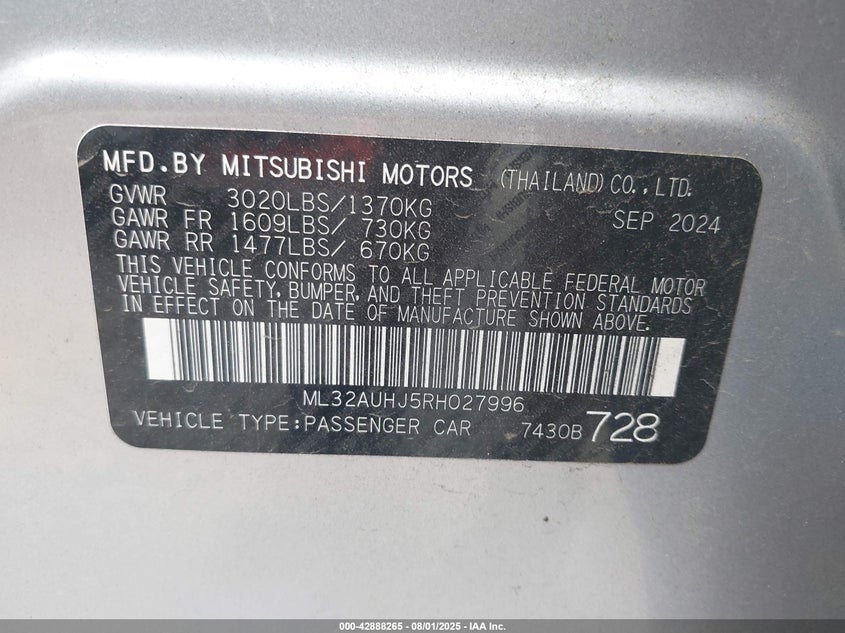 MFD.BY MITSUBISHI MOTORS (THAILAND) CO.,LTD.
GVWR 3020LBS/1370KG SEP 2024
GAWR FR 1609LBS/ 730KG
GAWR RR 1477LBS/ 670KG
THIS VEHICLE CONFORMS TO ALL APPLICABLE FEDERAL MOTOR
VEHICLE SAFETY, BUMPER, AND THEFT PREVENTION STANDARDS
IN EFFECT ON THE DATE OF MANUFACTURE SHOWN ABOVE.
ML32AUHJ5RH027996
VEHICLE TYPE:PASSENGER CAR 7430B 728
000-42888265 - 08/01/2025 - IAA Inc.